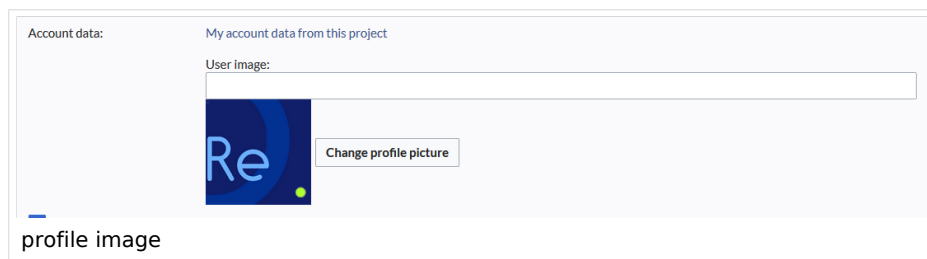 Account data:
My account data from this project
User image:
Re
Change profile picture
profile image